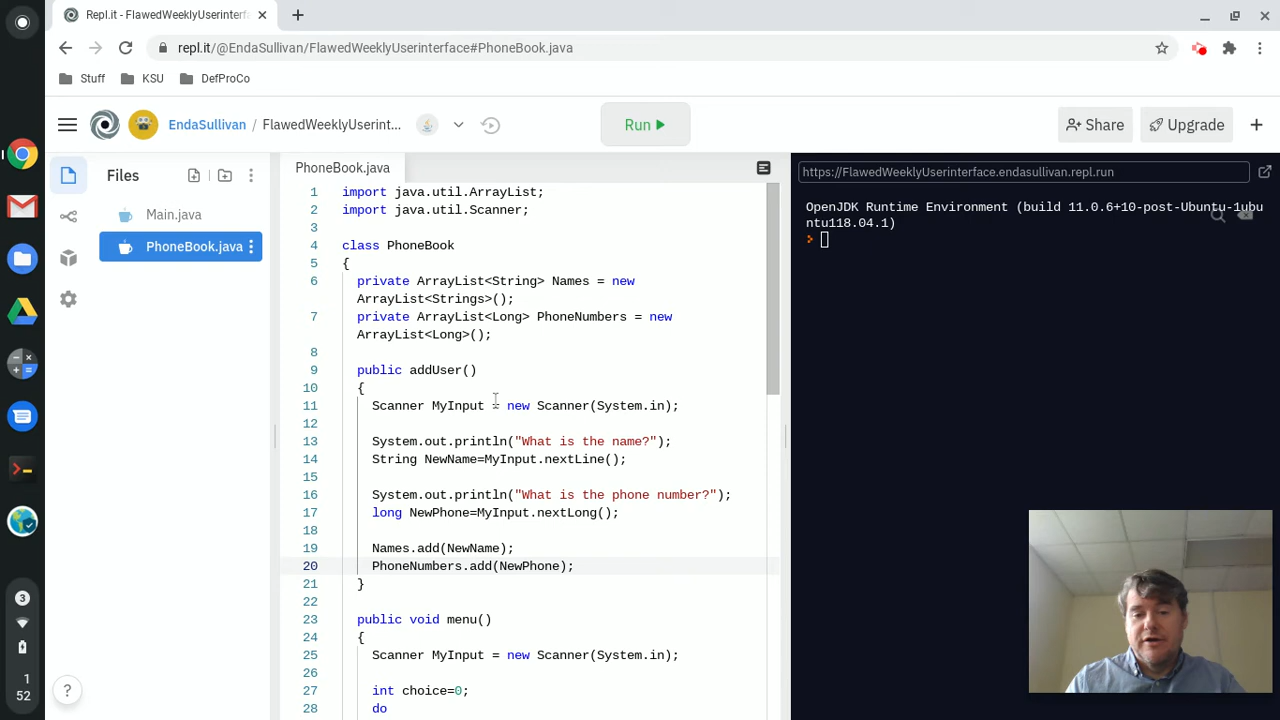 Repl.it - FlawedWeeklyUserinterf
repl.it/@EndaSullivan/FlawedWeeklyUserinterface#PhoneBook.java
Stuff KSU DefProCo
EndaSullivan / FlawedWeeklyUserint... Run Share Upgrade
Files
Main.java
PhoneBook.java
PhoneBook.java
1 import java.util.ArrayList;
2 import java.util.Scanner;
3
4 class PhoneBook
5 {
6 private ArrayList<String> Names = new
ArrayList<Strings>();
7 private ArrayList<Long> PhoneNumbers = new
ArrayList<Long>();
8
9 public addUser()
10 {
11 Scanner MyInput = new Scanner(System.in);
12
13 System.out.println("What is the name?");
14 String NewName=MyInput.nextLine();
15
16 System.out.println("What is the phone number?");
17 long NewPhone=MyInput.nextLong();
18
19 Names.add(NewName);
20 PhoneNumbers.add(NewPhone);
21 }
22
23 public void menu()
24 {
25 Scanner MyInput = new Scanner(System.in);
26
27 int choice=0;
28 do
https://FlawedWeeklyUserinterface.endasullivan.repl.run
OpenJDK Runtime Environment (build 11.0.6+10-post-Ubuntu-1ubu
ntu118.04.1)
>
3
1
52
?